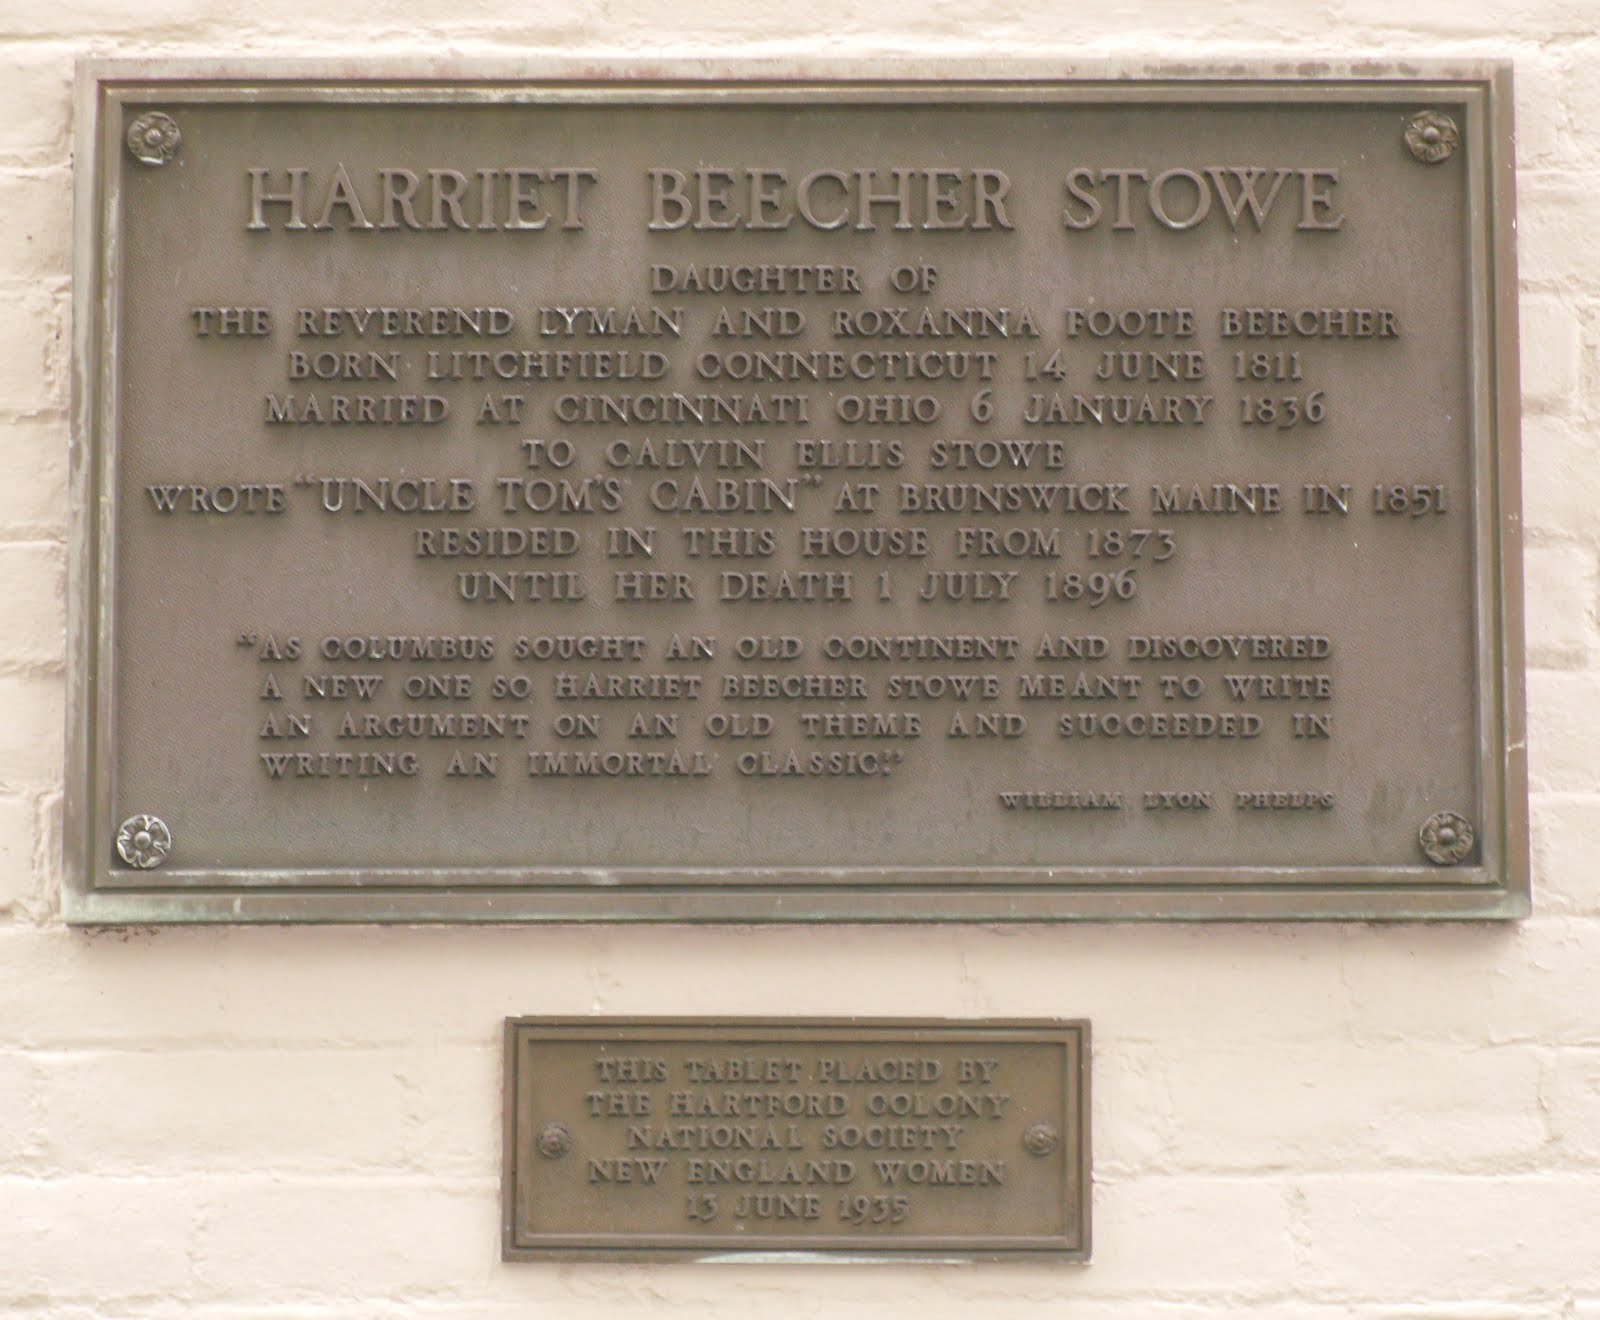 HARRIET BEECHER STOWE
DAUGHTER OF
THE REVEREND LYMAN AND ROXANNA FOOTE BEECHER
BORN LITCHFIELD CONNECTICUT 14 JUNE 1811
MARRIED AT CINCINNATI OHIO 6 JANUARY 1836
TO CALVIN ELLIS STOWE
WROTE "UNCLE TOM'S CABIN" AT BRUNSWICK MAINE IN 1851
RESIDED IN THIS HOUSE FROM 1873
UNTIL HER DEATH 1 JULY 1896
"AS COLUMBUS SOUGHT AN OLD CONTINENT AND DISCOVERED
A NEW ONE SO HARRIET BEECHER STOWE MEANT TO WRITE
AN ARGUMENT ON AN OLD THEME AND SUCCEEDED IN
WRITING AN IMMORTAL CLASSIC."
WILLIAM LYON PHELPS
THIS TABLET PLACED BY
THE HARTFORD COLONY
NATIONAL SOCIETY
NEW ENGLAND WOMEN
13 JUNE 1935